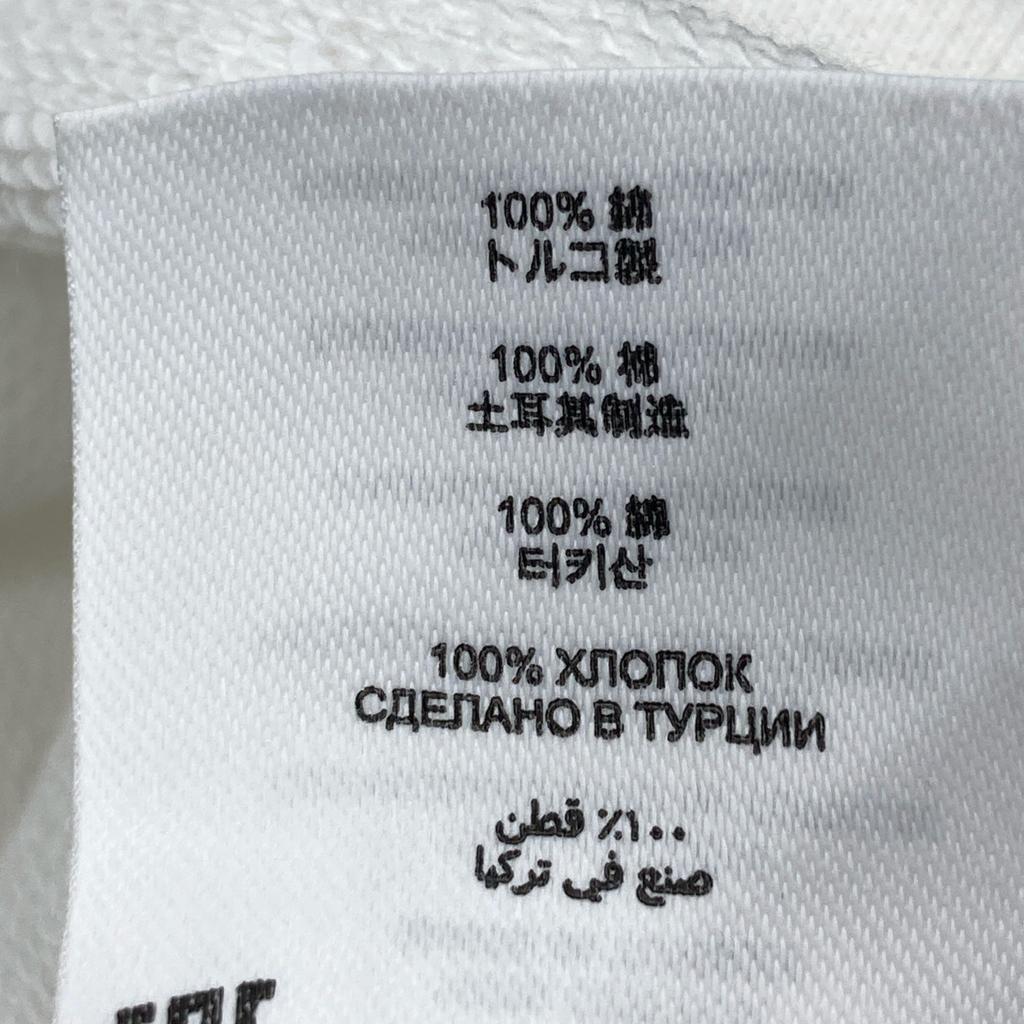 100% 綿
トルコ製
100% 棉
土耳其制造
100% 綿
터키산
100% ХЛОПОК
СДЕЛАНО В ТУРЦИИ
٪١٠٠ قطن
صنع في تركيا